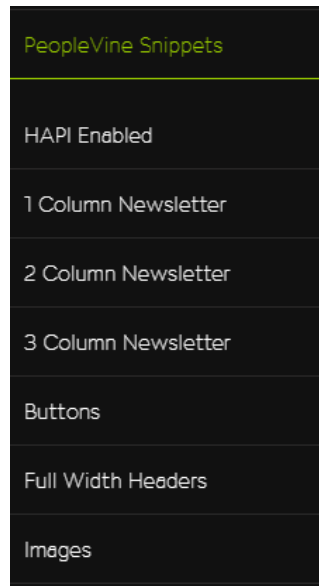 PeopleVine Snippets
HAPI Enabled
1 Column Newsletter
2 Column Newsletter
3 Column Newsletter
Buttons
Full Width Headers
Images